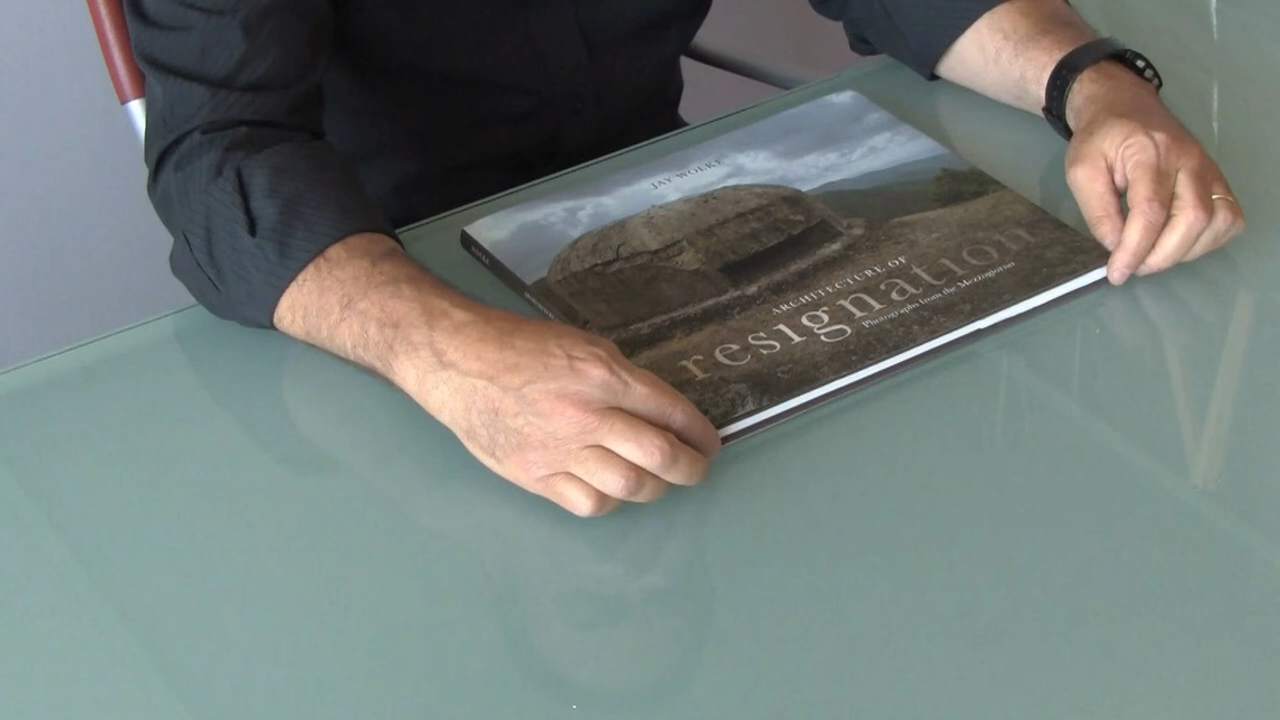 JAY WOLKE
ARCHITECTURE OF
resignation
Photographs from the Mezzogiorno